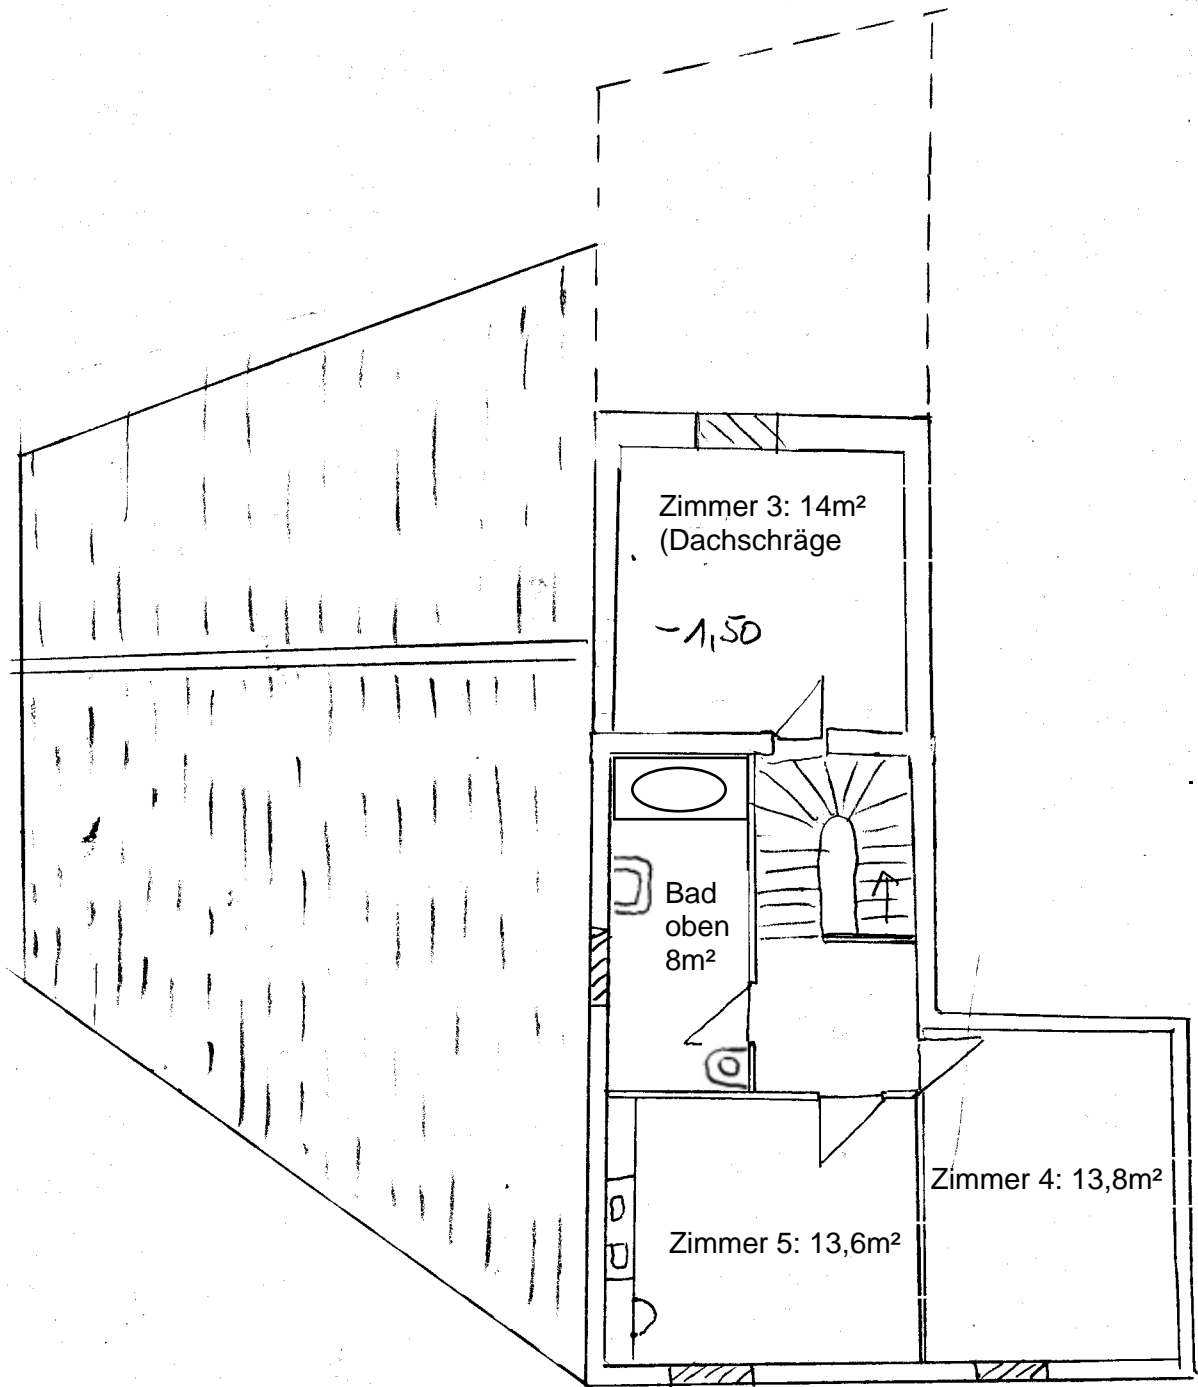 Zimmer 3: 14m²
(Dachschräge
-1,50
Bad
oben
8m²
Zimmer 4: 13,8m²
Zimmer 5: 13,6m²